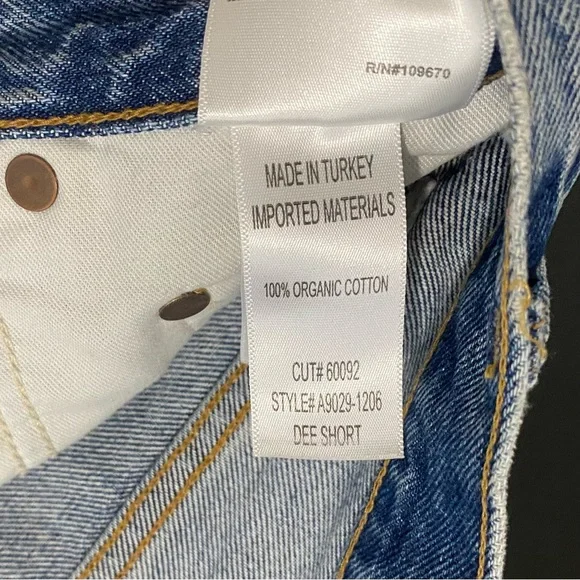 R/N#109670
MADE IN TURKEY
IMPORTED MATERIALS
100% ORGANIC COTTON
CUT# 60092
STYLE# A9029-1206
DEE SHORT